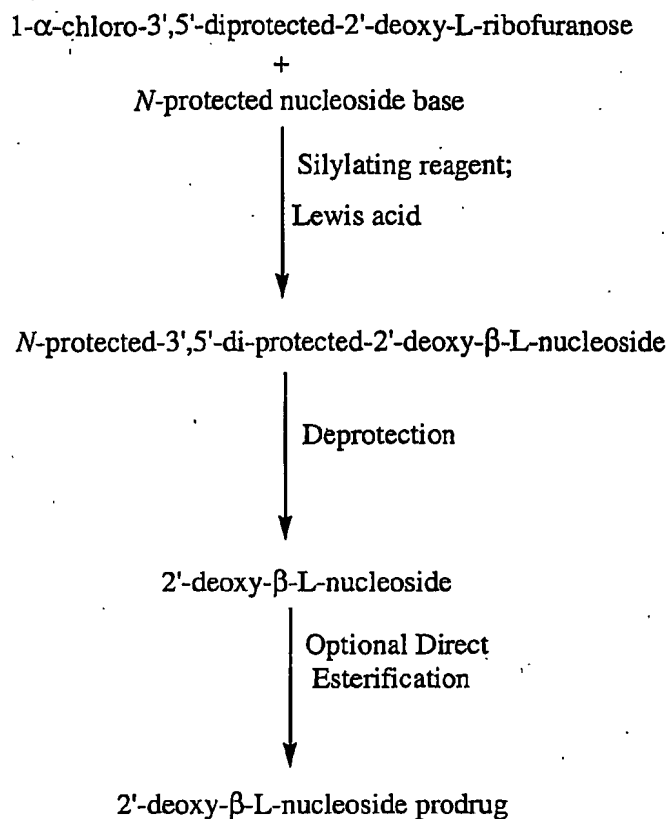 1-α-chloro-3',5'-diprotected-2'-deoxy-L-ribofuranose
+
N-protected nucleoside base
Silylating reagent;
Lewis acid
N-protected-3',5'-di-protected-2'-deoxy-β-L-nucleoside
Deprotection
2'-deoxy-β-L-nucleoside
Optional Direct
Esterification
2'-deoxy-β-L-nucleoside prodrug